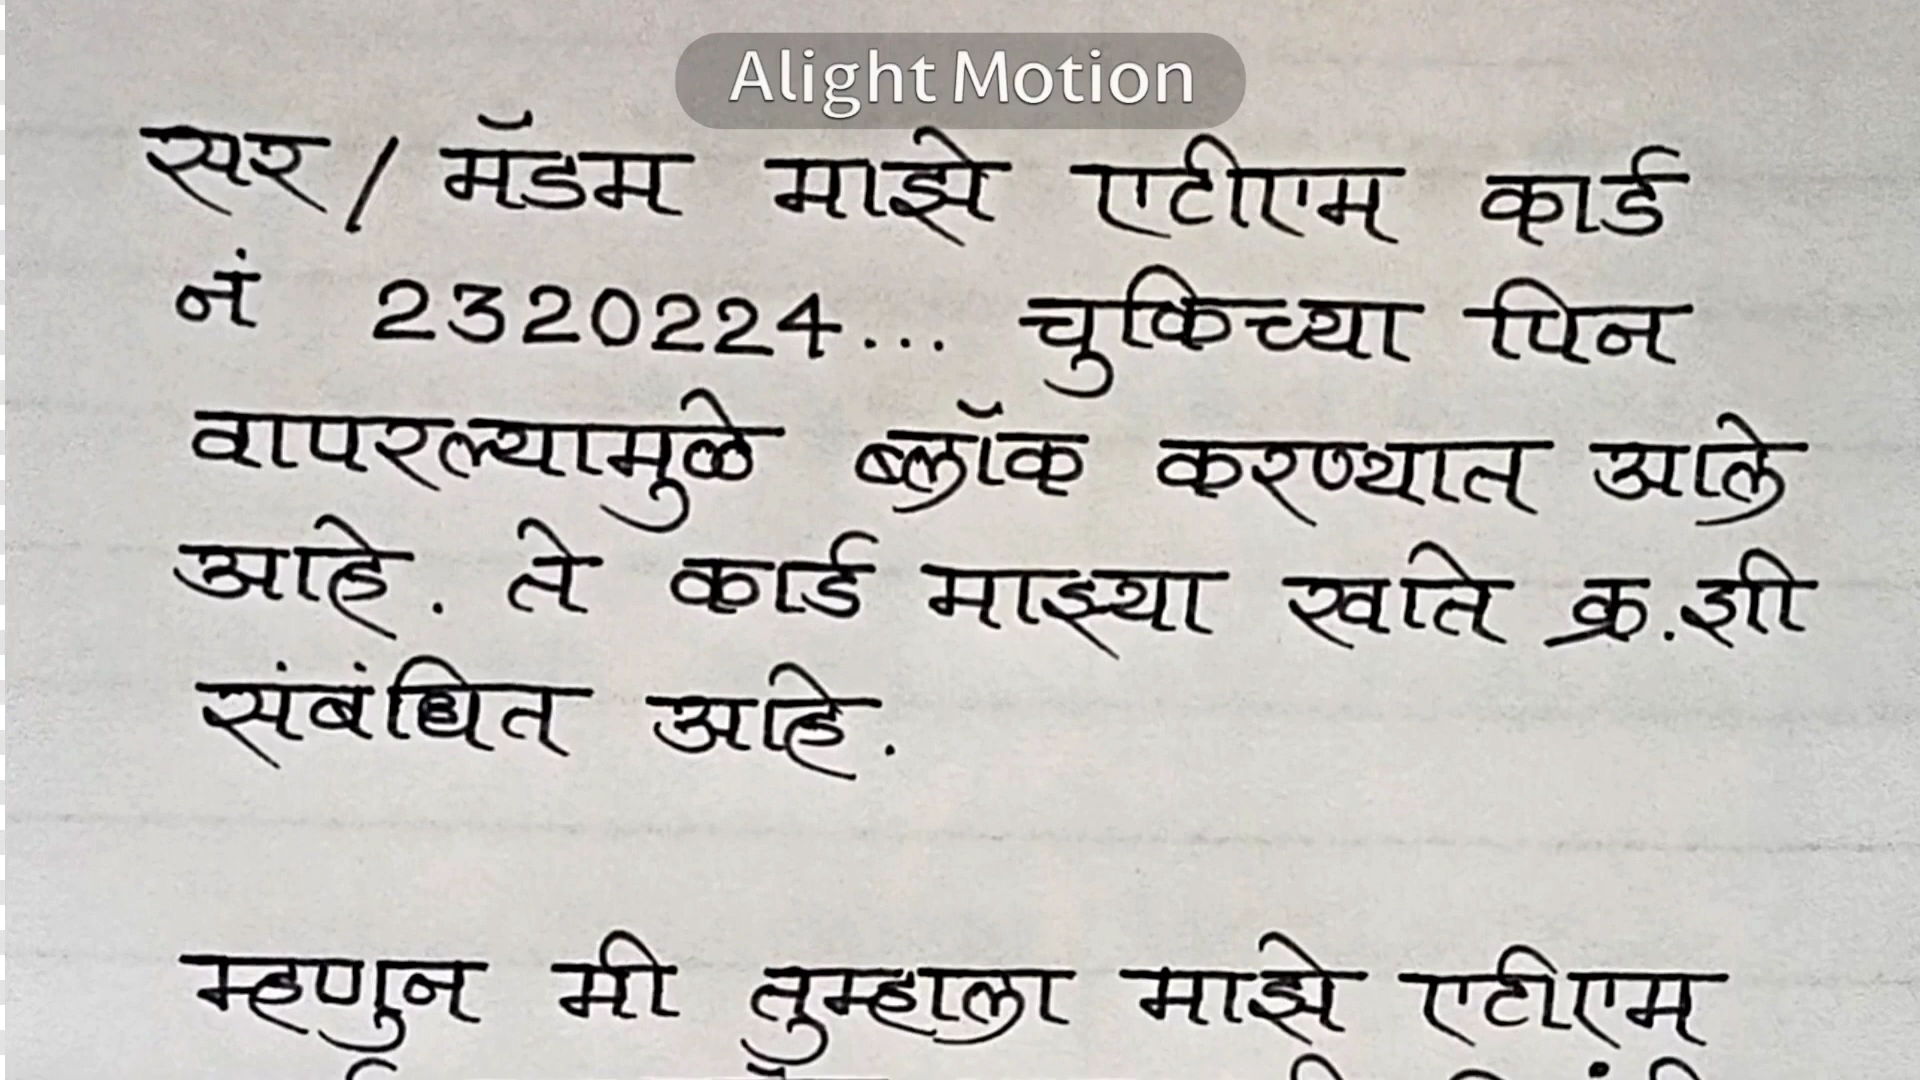 Alight Motion
सर / मॅडम माझे एटीएम कार्ड
नं 2320224... चुकिच्या पिन
वापरल्यामुळे ब्लॉक करण्यात आले
आहे. ते कार्ड माझ्या खाते क्र.शी
संबंधित आहे.
म्हणुन मी तुम्हाला माझे एटीएम